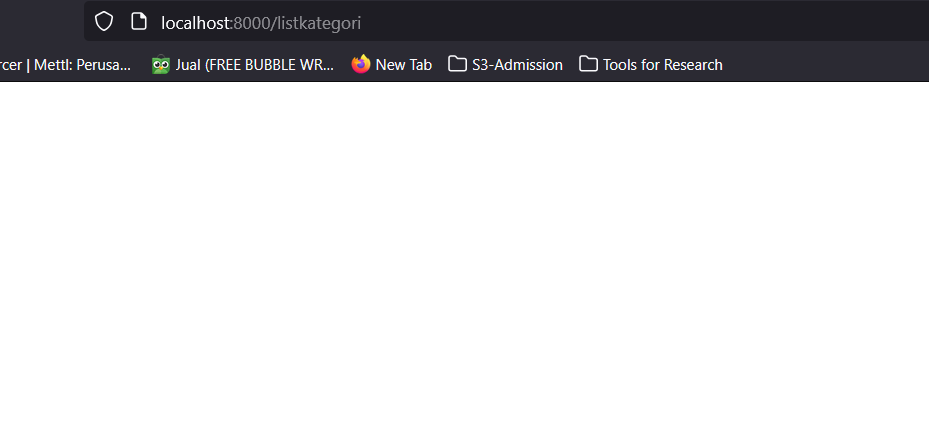 localhost:8000/listkategori
rcer | Mettl: Perusa... Jual (FREE BUBBLE WR... New Tab S3-Admission Tools for Research